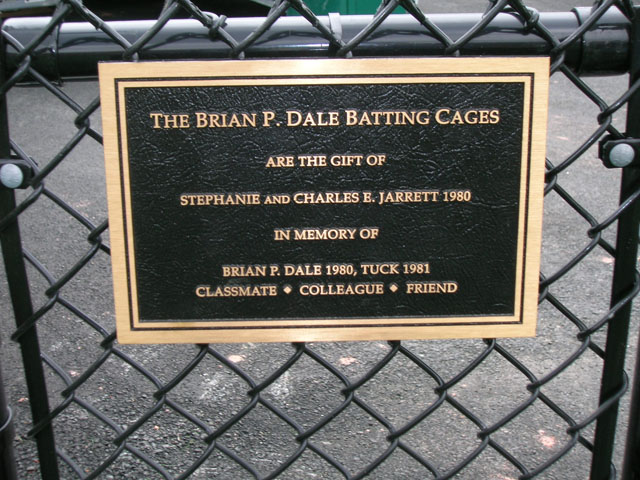 THE BRIAN P. DALE BATTING CAGES
ARE THE GIFT OF
STEPHANIE AND CHARLES E. JARRETT 1980
IN MEMORY OF
BRIAN P. DALE 1980, TUCK 1981
CLASSMATE ◆ COLLEAGUE ◆ FRIEND